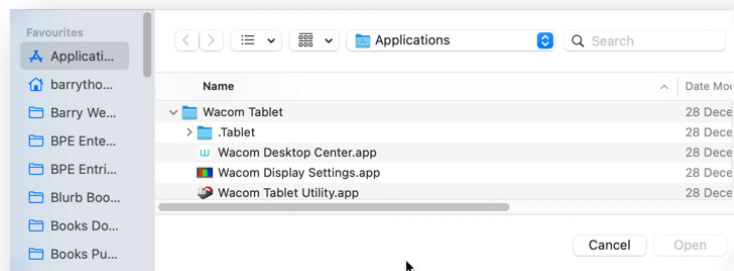 Favourites
Applicati...
barrytho...
Barry We...
BPE Ente...
BPE Entri...
Blurb Boo...
Books Do...
Books Pu...
Applications
Search
Name
Date Mod
Wacom Tablet
28 Dece
.Tablet
28 Dece
Wacom Desktop Center.app
28 Dece
Wacom Display Settings.app
28 Dece
Wacom Tablet Utility.app
28 Dece
Cancel
Open